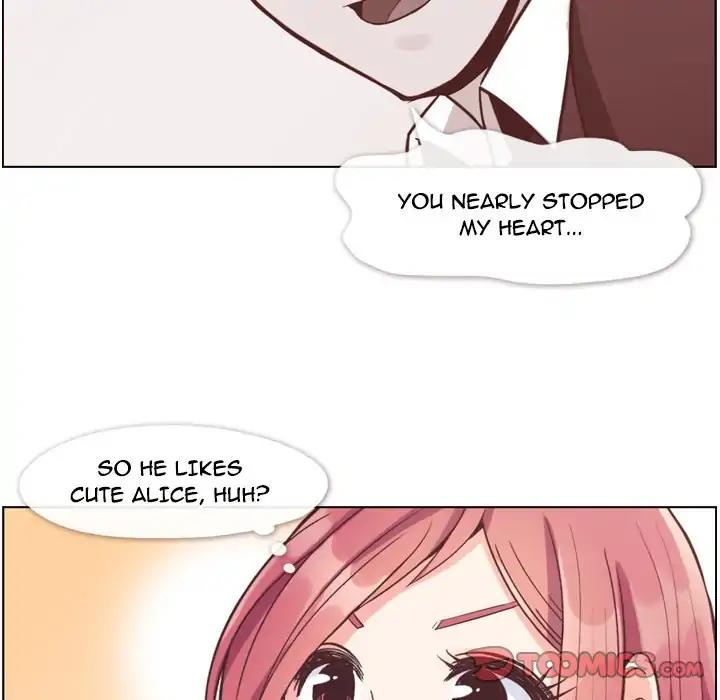 YOU NEARLY STOPPED
MY HEART...
SO HE LIKES
CUTE ALICE, HUH?
TOOMICS.COM